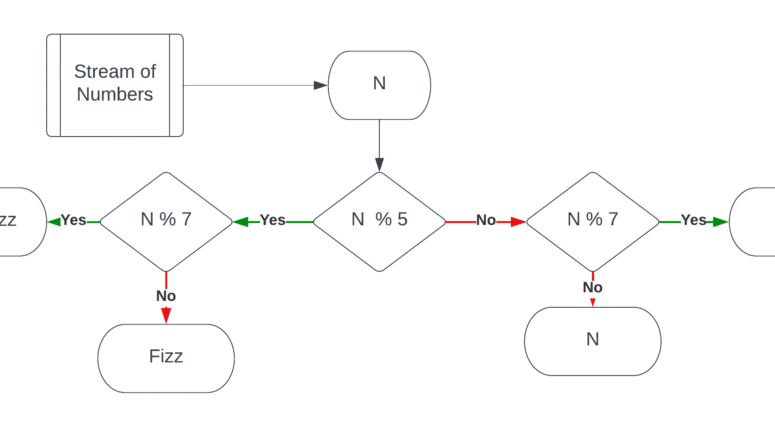 Stream of
Numbers
N
zz
Yes
N % 7
Yes
N % 5
No
N % 7
Yes
No
No
Fizz
N